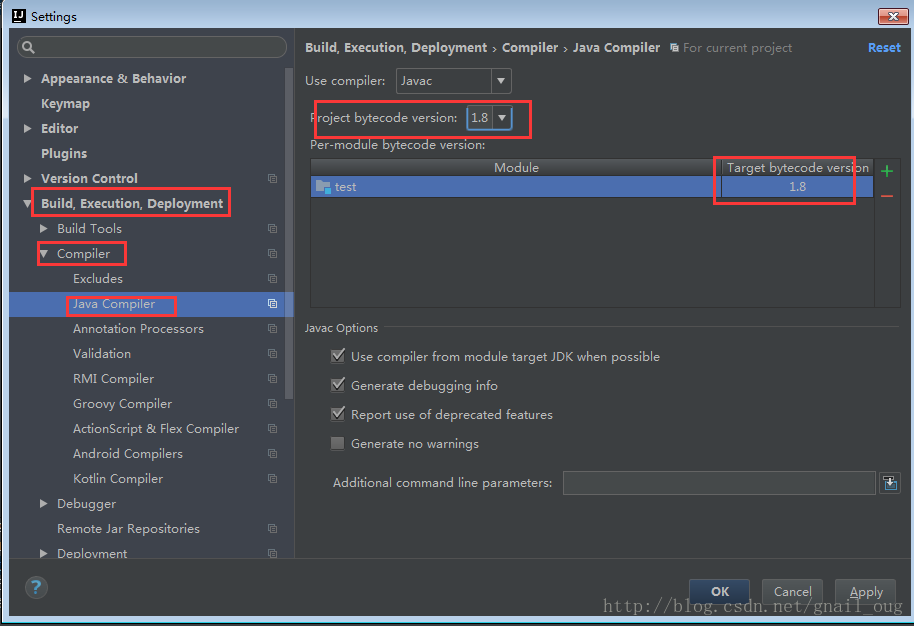 Settings
Appearance & Behavior
Keymap
Editor
Plugins
Version Control
Build, Execution, Deployment
Build Tools
Compiler
Excludes
Java Compiler
Annotation Processors
Validation
RMI Compiler
Groovy Compiler
ActionScript & Flex Compiler
Android Compilers
Kotlin Compiler
Debugger
Remote Jar Repositories
Deployment
Build, Execution, Deployment › Compiler › Java Compiler For current project Reset
Use compiler: Javac
Project bytecode version: 1.8
Per-module bytecode version:
Module Target bytecode version
test 1.8
Javac Options
Use compiler from module target JDK when possible
Generate debugging info
Report use of deprecated features
Generate no warnings
Additional command line parameters:
? OK Cancel Apply
http://blog.csdn.net/gnail_oug